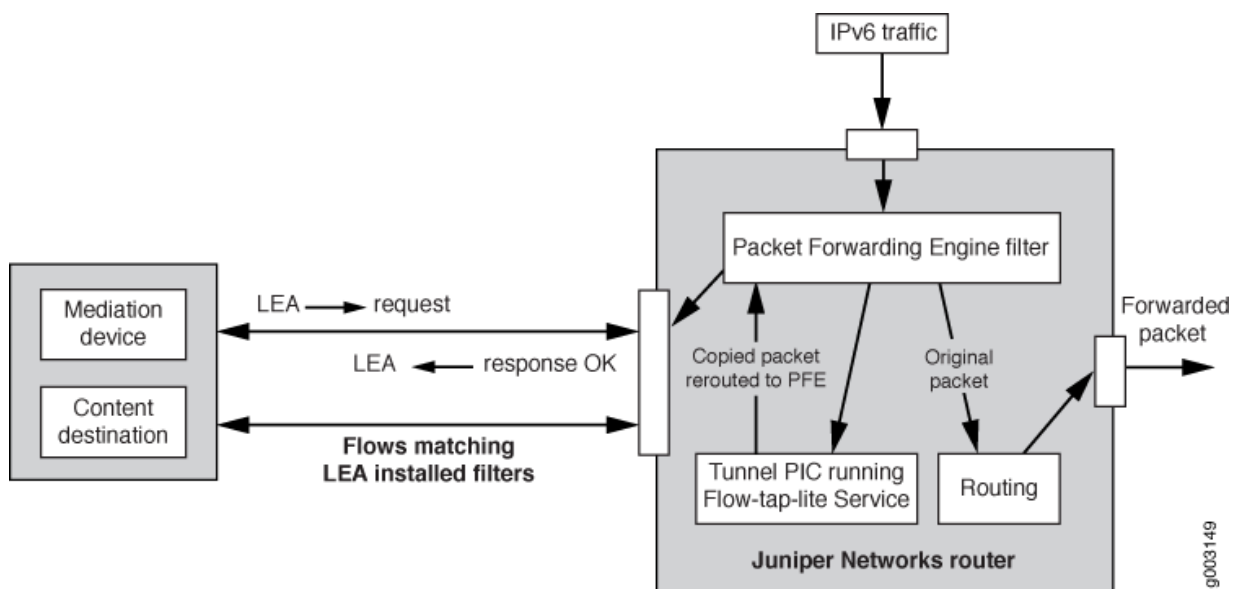 IPv6 traffic
Packet Forwarding Engine filter
Mediation
device
Content
destination
LEA request
LEA response OK
Flows matching
LEA installed filters
Copied packet
rerouted to PFE
Original
packet
Forwarded
packet
Tunnel PIC running
Flow-tap-lite Service
Routing
Juniper Networks router
g003149